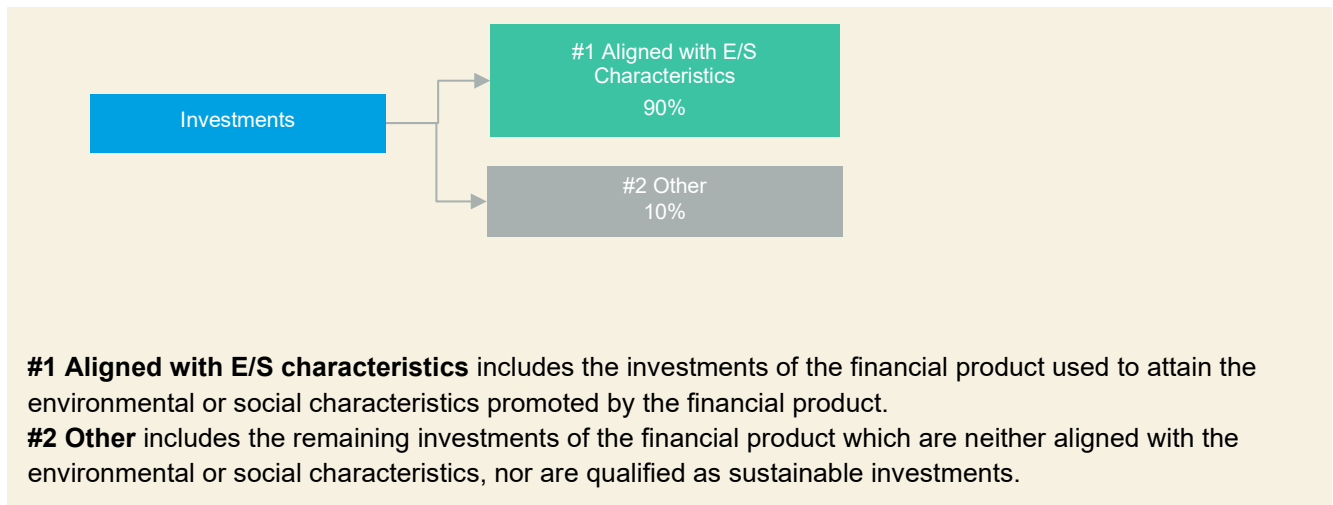 #1 Aligned with E/S
Characteristics
90%
Investments
#2 Other
10%
#1 Aligned with E/S characteristics includes the investments of the financial product used to attain the
environmental or social characteristics promoted by the financial product.
#2 Other includes the remaining investments of the financial product which are neither aligned with the
environmental or social characteristics, nor are qualified as sustainable investments.